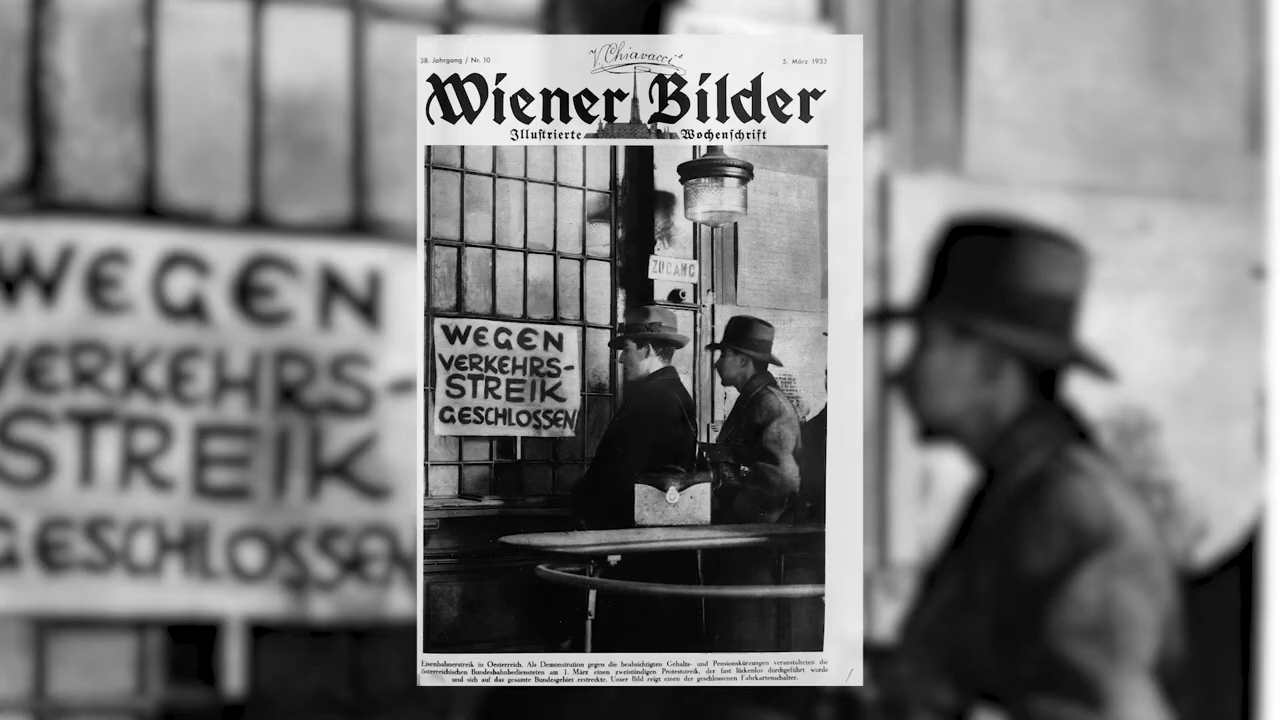 38. Jahrgang / Nr. 10
V. Chiavacci's
5. März 1933
Wiener Bilder
Illustrierte Wochenschrift
ZUGANG
WEGEN
VERKEHRS-
STREIK
GESCHLOSSEN
Eisenbahnerstreik in Oesterreich. Als Demonstration gegen die beabsichtigten Gehalts- und Pensionskürzungen veranstalteten die
österreichischen Bundesbahnbediensteten am 1. März einen zweistündigen Proteststreik, der fast lückenlos durchgeführt wurde
und sich auf das gesamte Bundesgebiet erstreckte. Unser Bild zeigt einen der geschlossenen Fahrkartenschalter.
WEGEN
VERKEHRS-
STREIK
GESCHLOSSEN